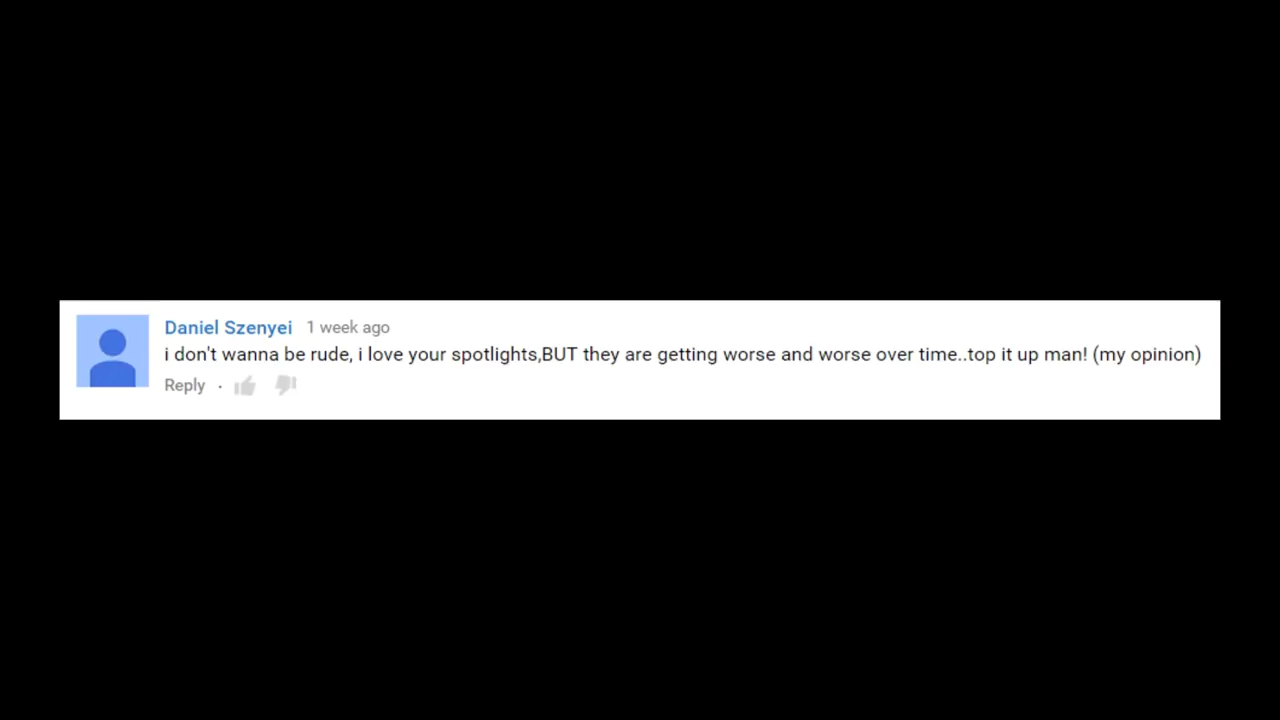 Daniel Szenyei 1 week ago
i don't wanna be rude, i love your spotlights,BUT they are getting worse and worse over time..top it up man! (my opinion)
Reply ·